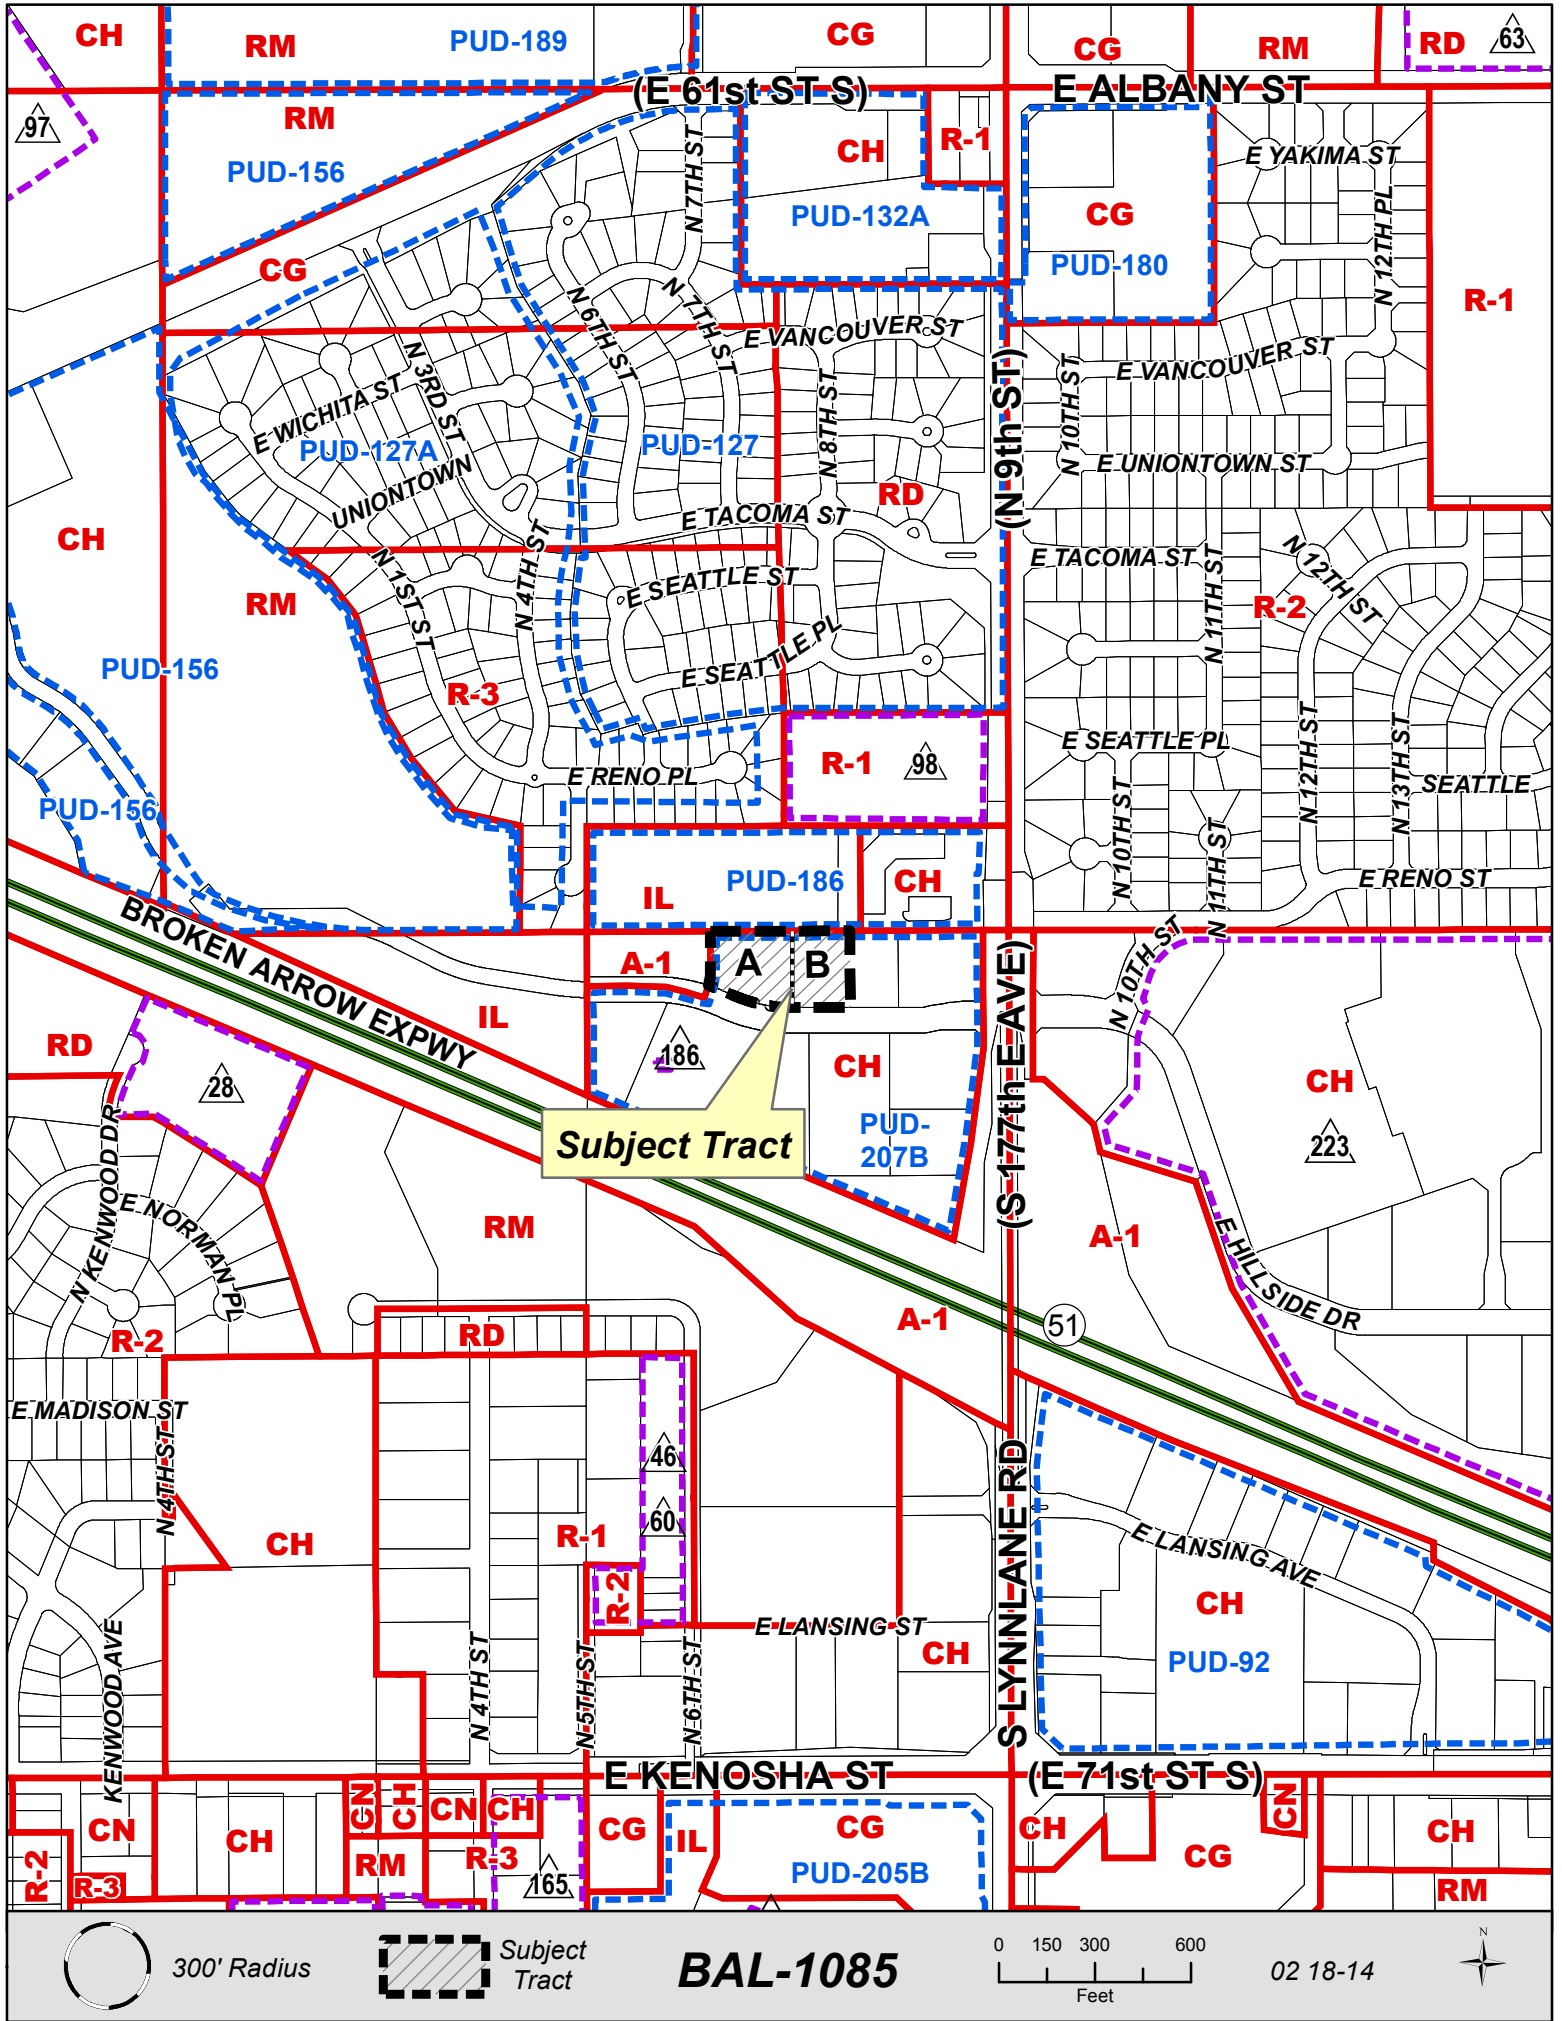 CH
RM
PUD-189
CG
CG
RM
RD
63
(E 61st ST S)
E ALBANY ST
97
RM
PUD-156
N 7TH ST
CH
R-1
PUD-132A
CG
PUD-180
E YAKIMA ST
N 12TH PL
R-1
CG
N 6TH ST
N 7TH ST
E VANCOUVER ST
E VANCOUVER ST
N 3RD ST
E WICHITA ST
PUD-127A
UNIONTOWN
PUD-127
N 8TH ST
(N 9th ST)
N 10TH ST
E UNIONTOWN ST
RD
CH
E TACOMA ST
E TACOMA ST
N 11TH ST
N 12TH ST
R-2
N 1ST ST
N 4TH ST
E SEATTLE ST
RM
PUD-156
R-3
E SEATTLE PL
E SEATTLE PL
N 12TH ST
N 13TH ST
SEATTLE
R-1
98
E RENO PL
PUD-156
N 10TH ST
N 11TH ST
E RENO ST
IL
PUD-186
CH
BROKEN ARROW EXPWY
A-1
A
B
N 10TH ST
(S 177th E AVE)
IL
RD
28
186
CH
CH
PUD-
207B
223
Subject Tract
N KENWOOD DR
E NORMAN PL
RM
A-1
E HILLSIDE DR
A-1
51
R-2
RD
E MADISON ST
N 4TH ST
46
60
CH
R-1
R-2
S LYNNLANE RD
E LANSING AVE
CH
E LANSING ST
CH
PUD-92
KENWOOD AVE
N 4TH ST
N 5TH ST
N 6TH ST
E KENOSHA ST
(E 71st ST S)
CN
CH
CN
CH
CN
CH
CG
IL
CG
CH
CN
CG
CH
R-2
R-3
RM
R-3
165
PUD-205B
RM
300' Radius
Subject
Tract
BAL-1085
0 150 300 600
Feet
02 18-14
N